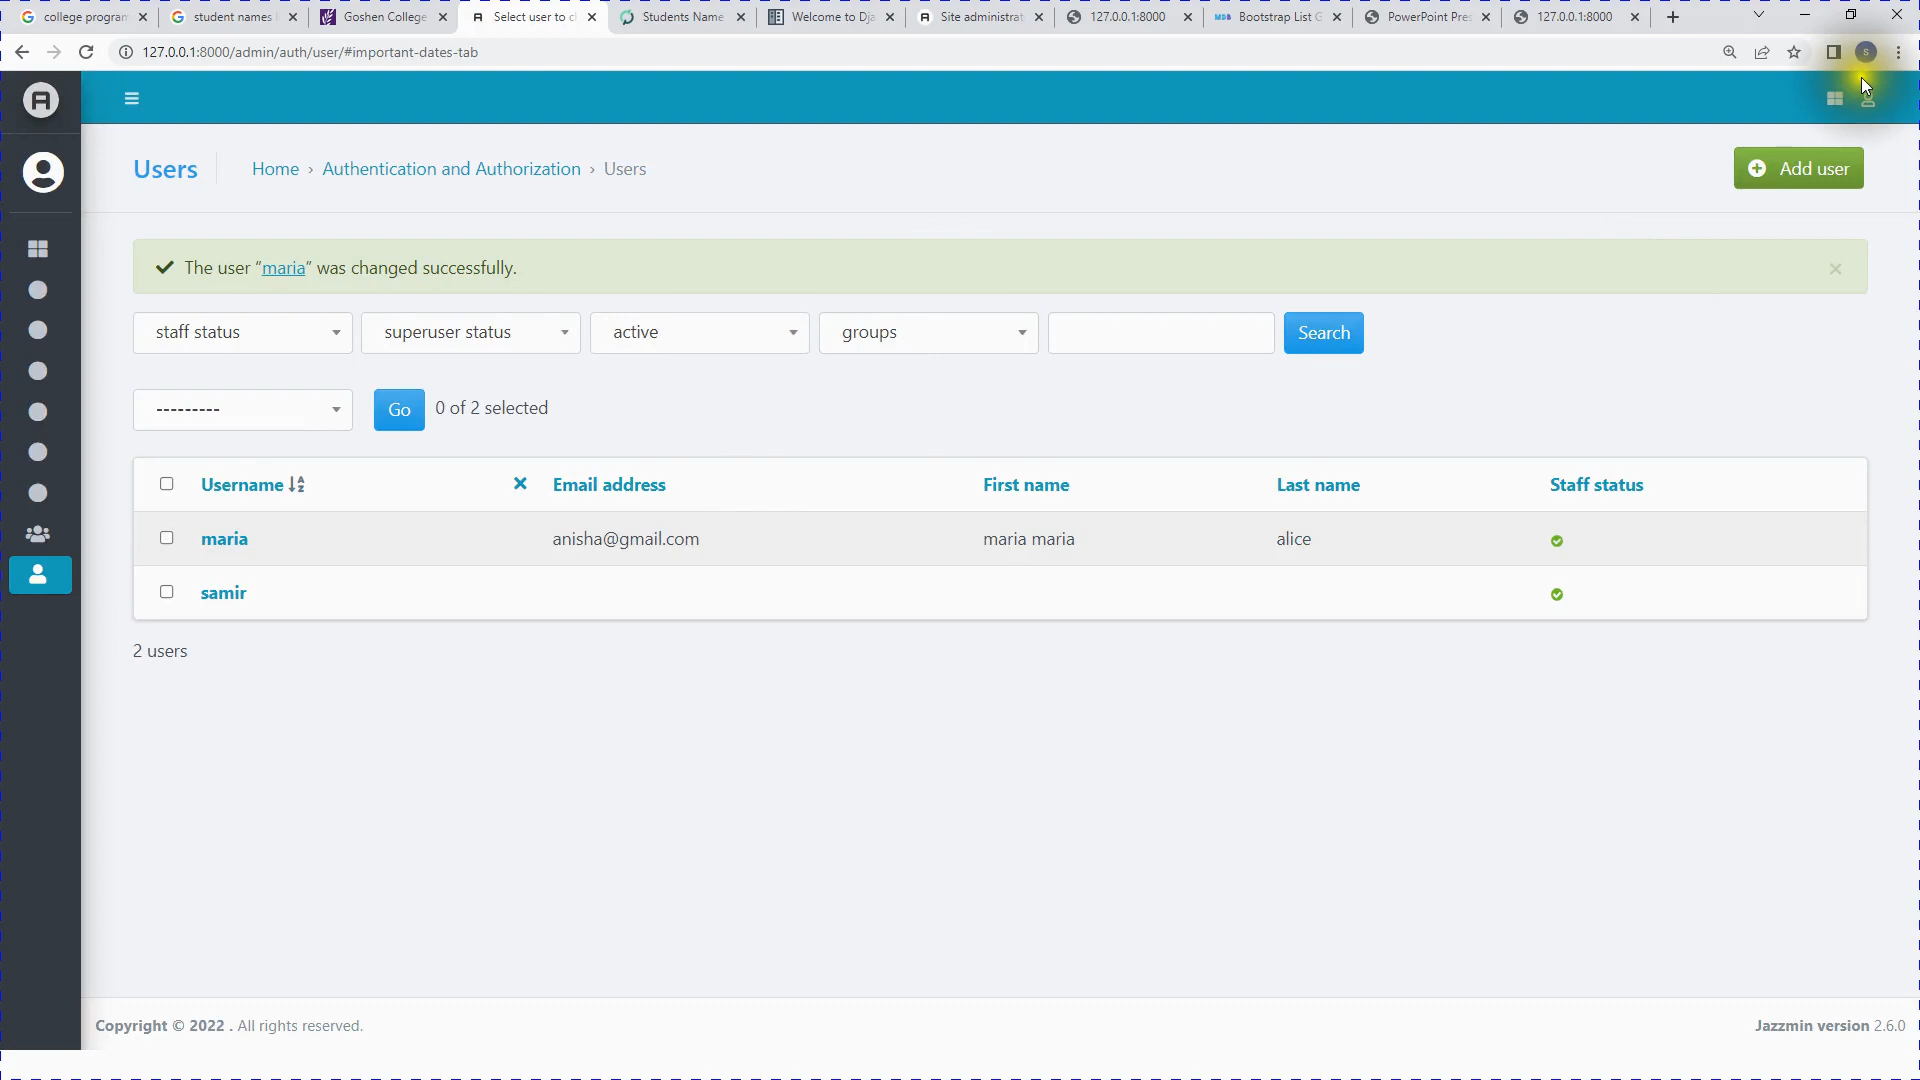 college program
student names
Goshen College
Select user to c
Students Name
Welcome to Dja
Site administrat
127.0.0.1:8000
Bootstrap List G
PowerPoint Pres
127.0.0.1:8000
127.0.0.1:8000/admin/auth/user/#important-dates-tab
S
A
Users
Home › Authentication and Authorization › Users
Add user
The user “maria” was changed successfully.
staff status
superuser status
active
groups
Search
---------
Go
0 of 2 selected
Username
Email address
First name
Last name
Staff status
maria
anisha@gmail.com
maria maria
alice
samir
2 users
Copyright © 2022 . All rights reserved.
Jazzmin version 2.6.0